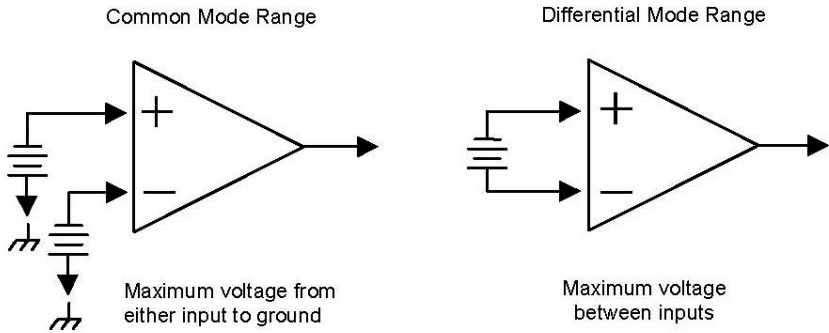 Common Mode Range
Differential Mode Range
+
−
+
−
Maximum voltage from
either input to ground
Maximum voltage
between inputs